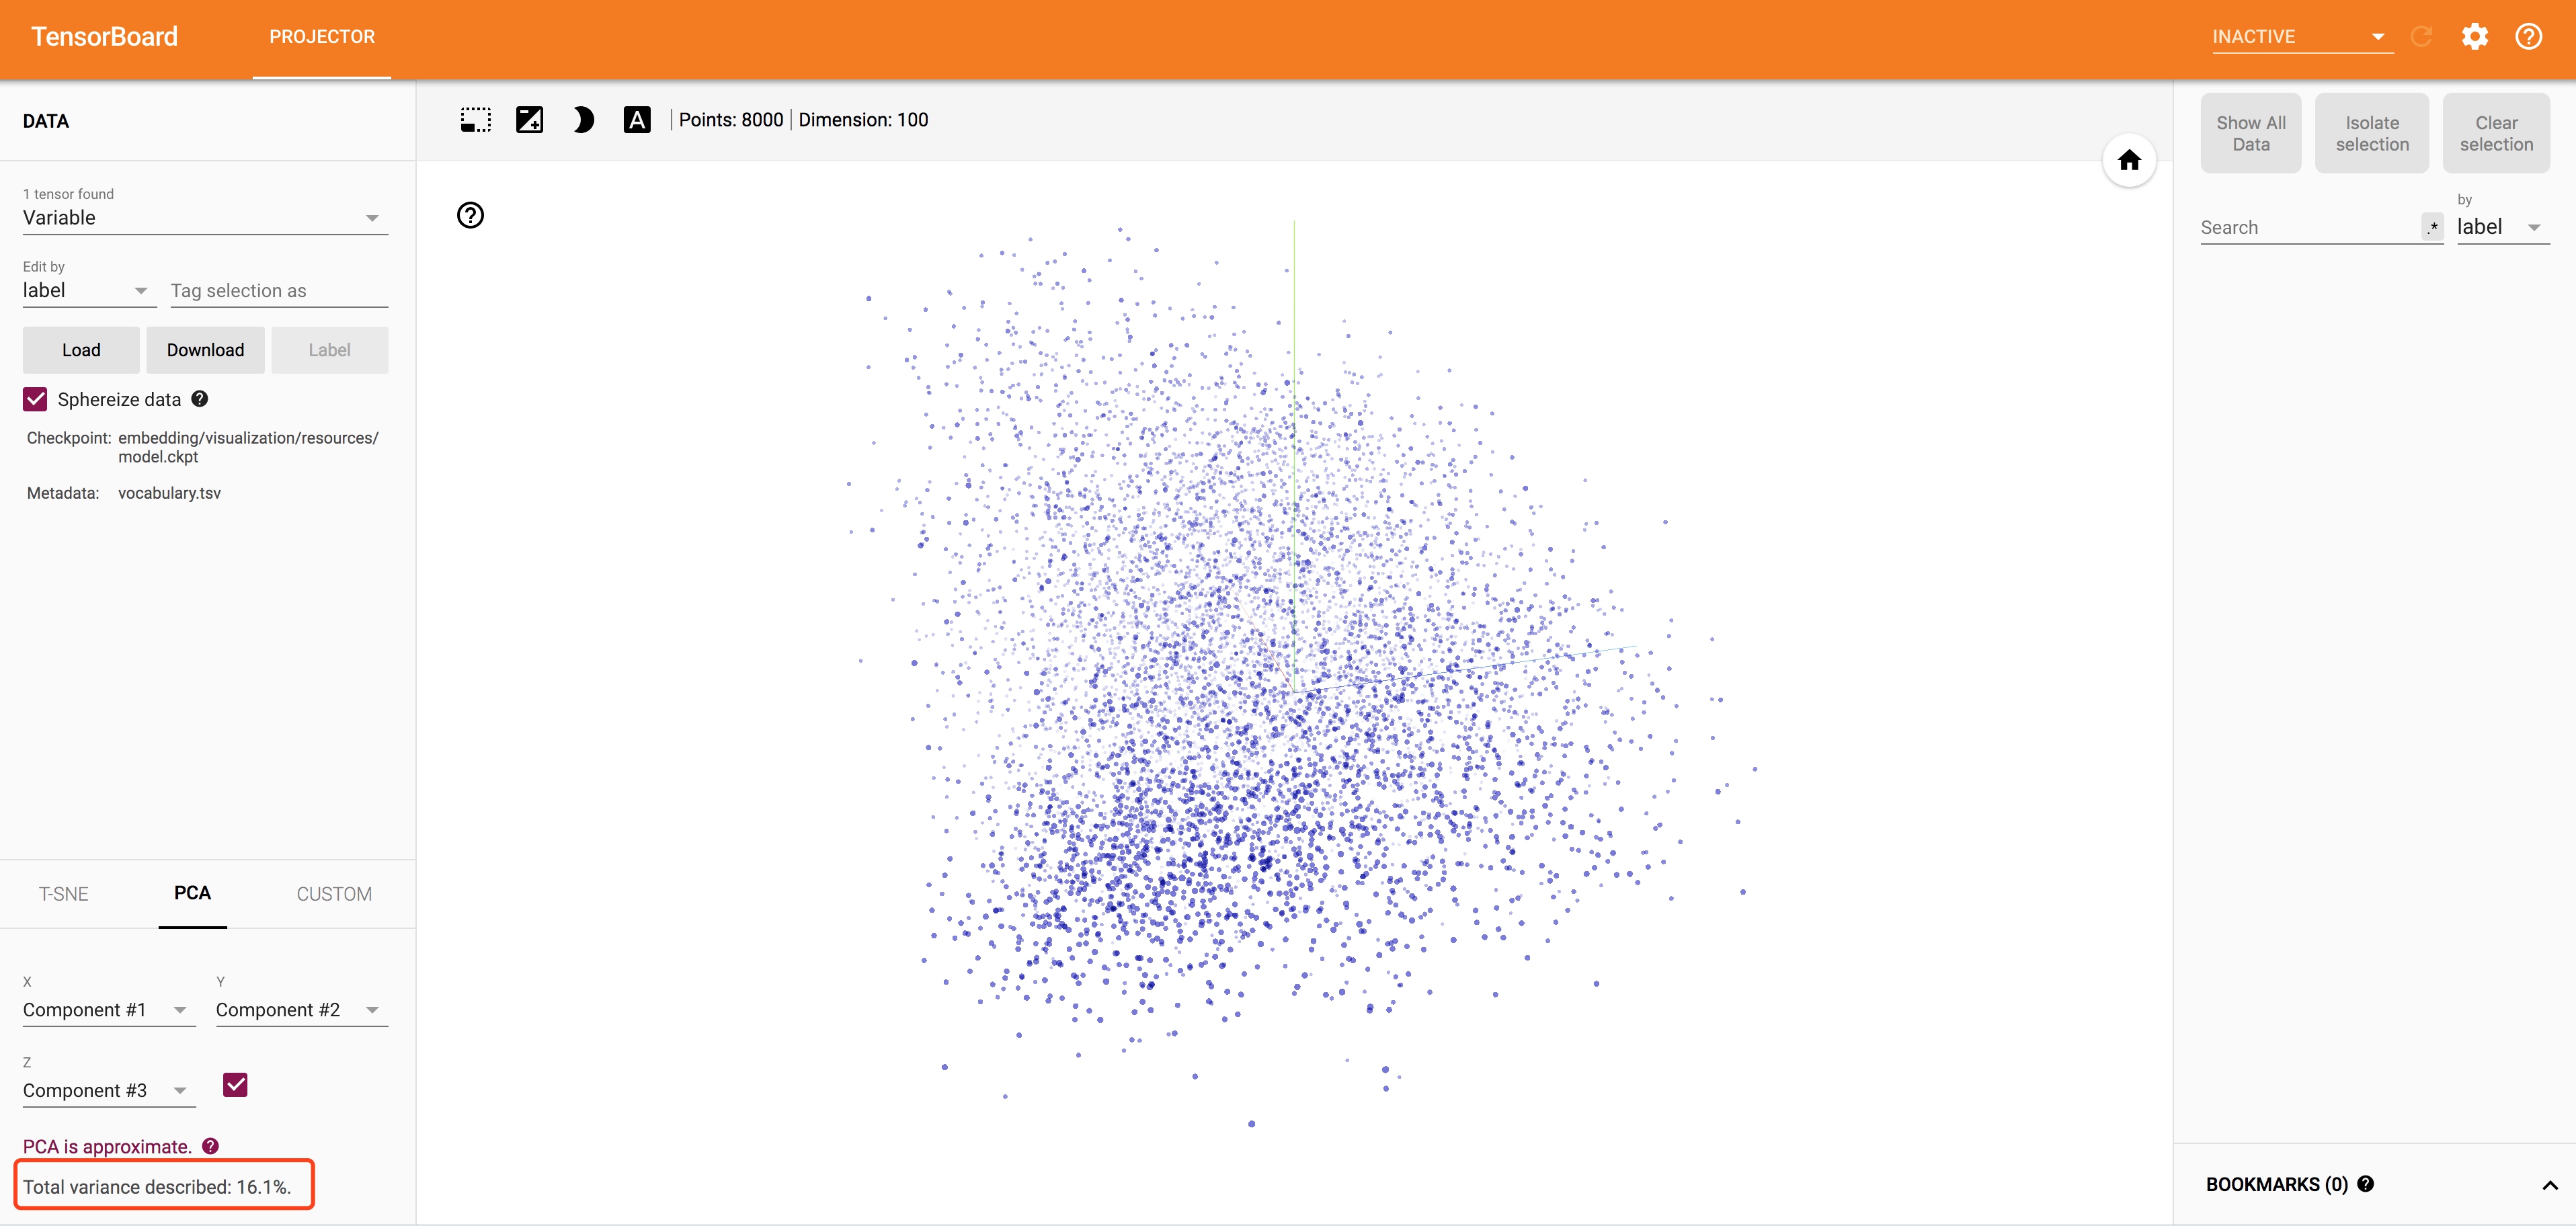 TensorBoard
PROJECTOR
INACTIVE
DATA
1 tensor found
Variable
Edit by
label
Tag selection as
Load
Download
Label
Sphereize data
Checkpoint: embedding/visualization/resources/
model.ckpt
Metadata: vocabulary.tsv
T-SNE
PCA
CUSTOM
X
Component #1
Y
Component #2
Z
Component #3
PCA is approximate.
Total variance described: 16.1%.
A
Points: 8000
Dimension: 100
Show All
Data
Isolate
selection
Clear
selection
Search
.*
by
label
BOOKMARKS (0)